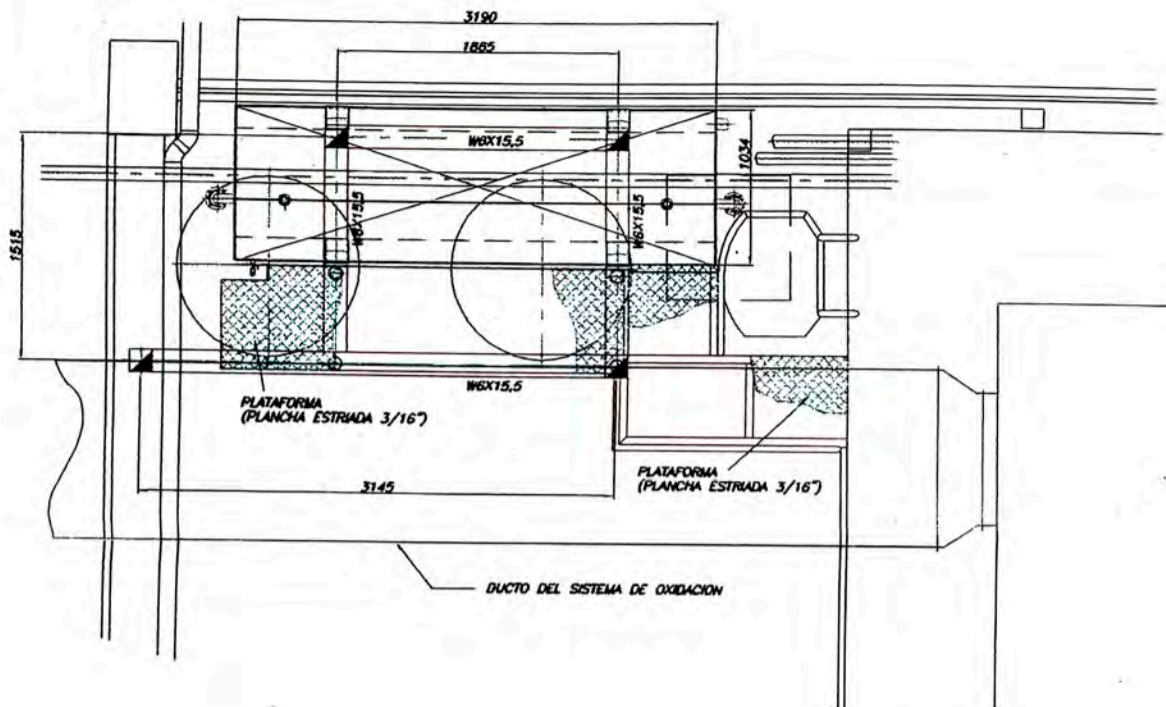 3190
1885
W6X15,5
1034
W6X15,5
W6X15,5
1515
W6X15,5
PLATAFORMA
(PLANCHA ESTRIADA 3/16")
PLATAFORMA
(PLANCHA ESTRIADA 3/16")
3145
DUCTO DEL SISTEMA DE OXIDACION